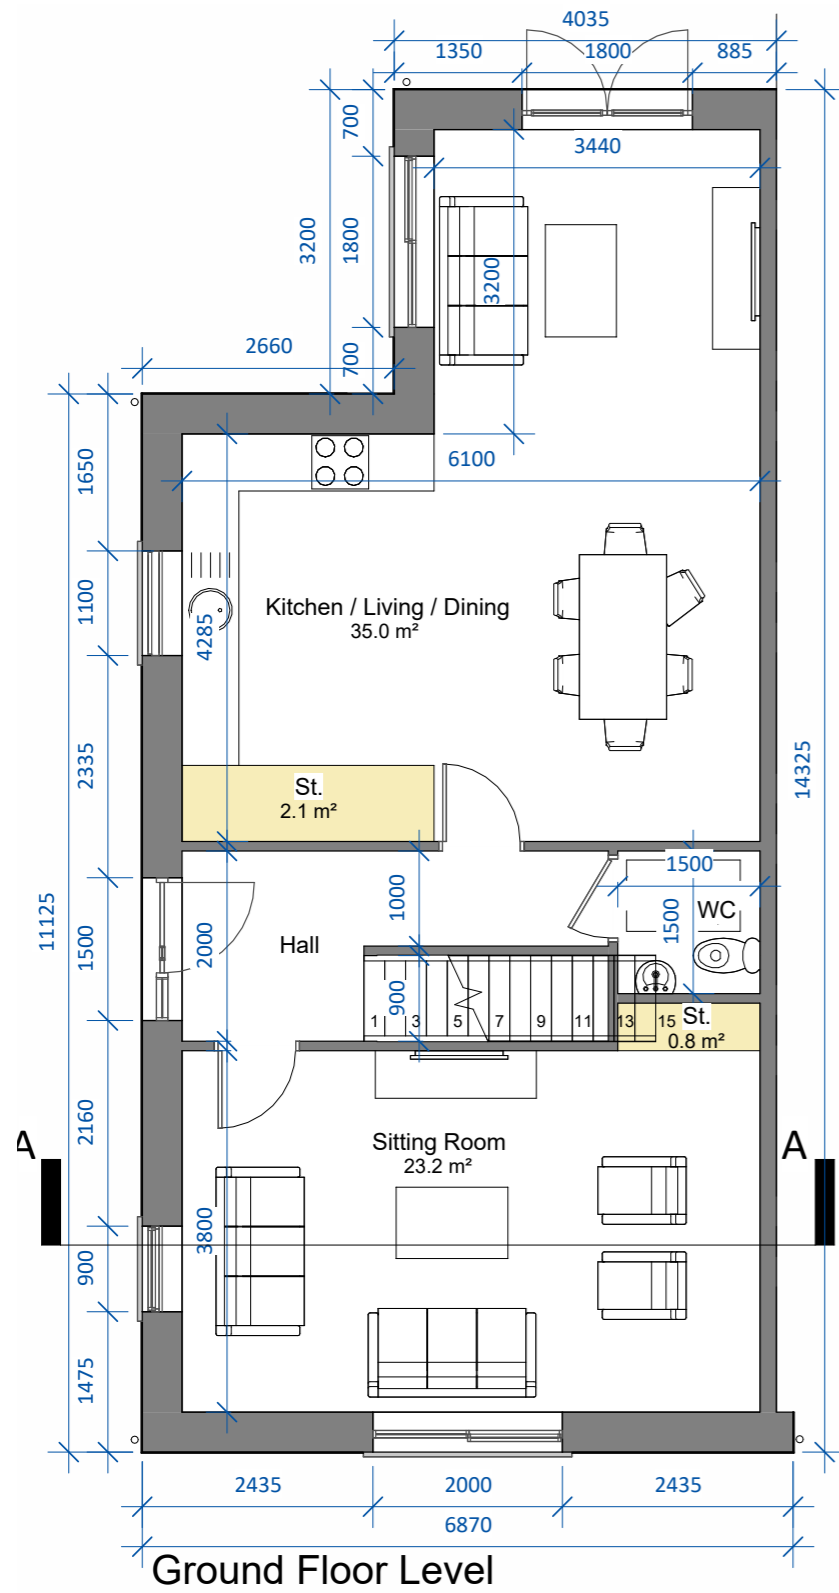 4035
1350
1800
885
700
3440
3200
1800
3200
700
2660
6100
1650
1100
4285
Kitchen / Living / Dining
35.0 m²
2335
14325
St.
2.1 m²
1500
1000
WC
1500
11125
1500
2000
Hall
900
1 3 5 7 9 11 13 15
St.
0.8 m²
2160
A
A
Sitting Room
23.2 m²
3800
900
1475
2435
2000
2435
6870
Ground Floor Level